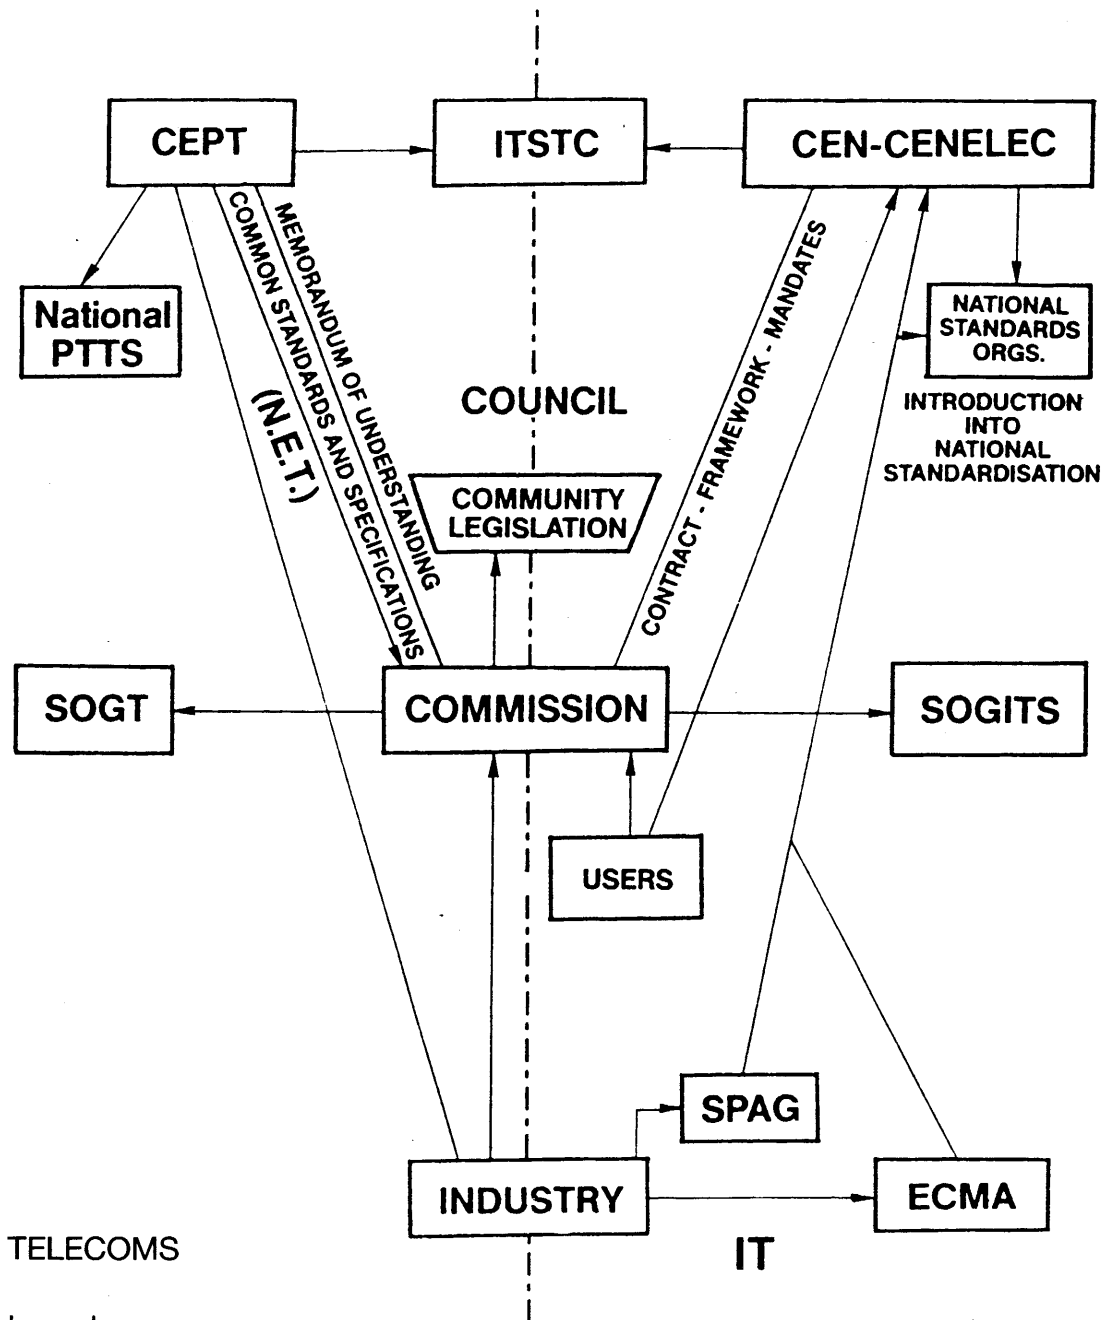 CEPT
ITSTC
CEN-CENELEC
National
PTTS
MEMORANDUM OF UNDERSTANDING
COMMON STANDARDS AND SPECIFICATIONS
(N.E.T.)
COUNCIL
COMMUNITY
LEGISLATION
CONTRACT - FRAMEWORK - MANDATES
NATIONAL
STANDARDS
ORGS.
INTRODUCTION
INTO
NATIONAL
STANDARDISATION
SOGT
COMMISSION
SOGITS
USERS
SPAG
INDUSTRY
ECMA
TELECOMS
IT